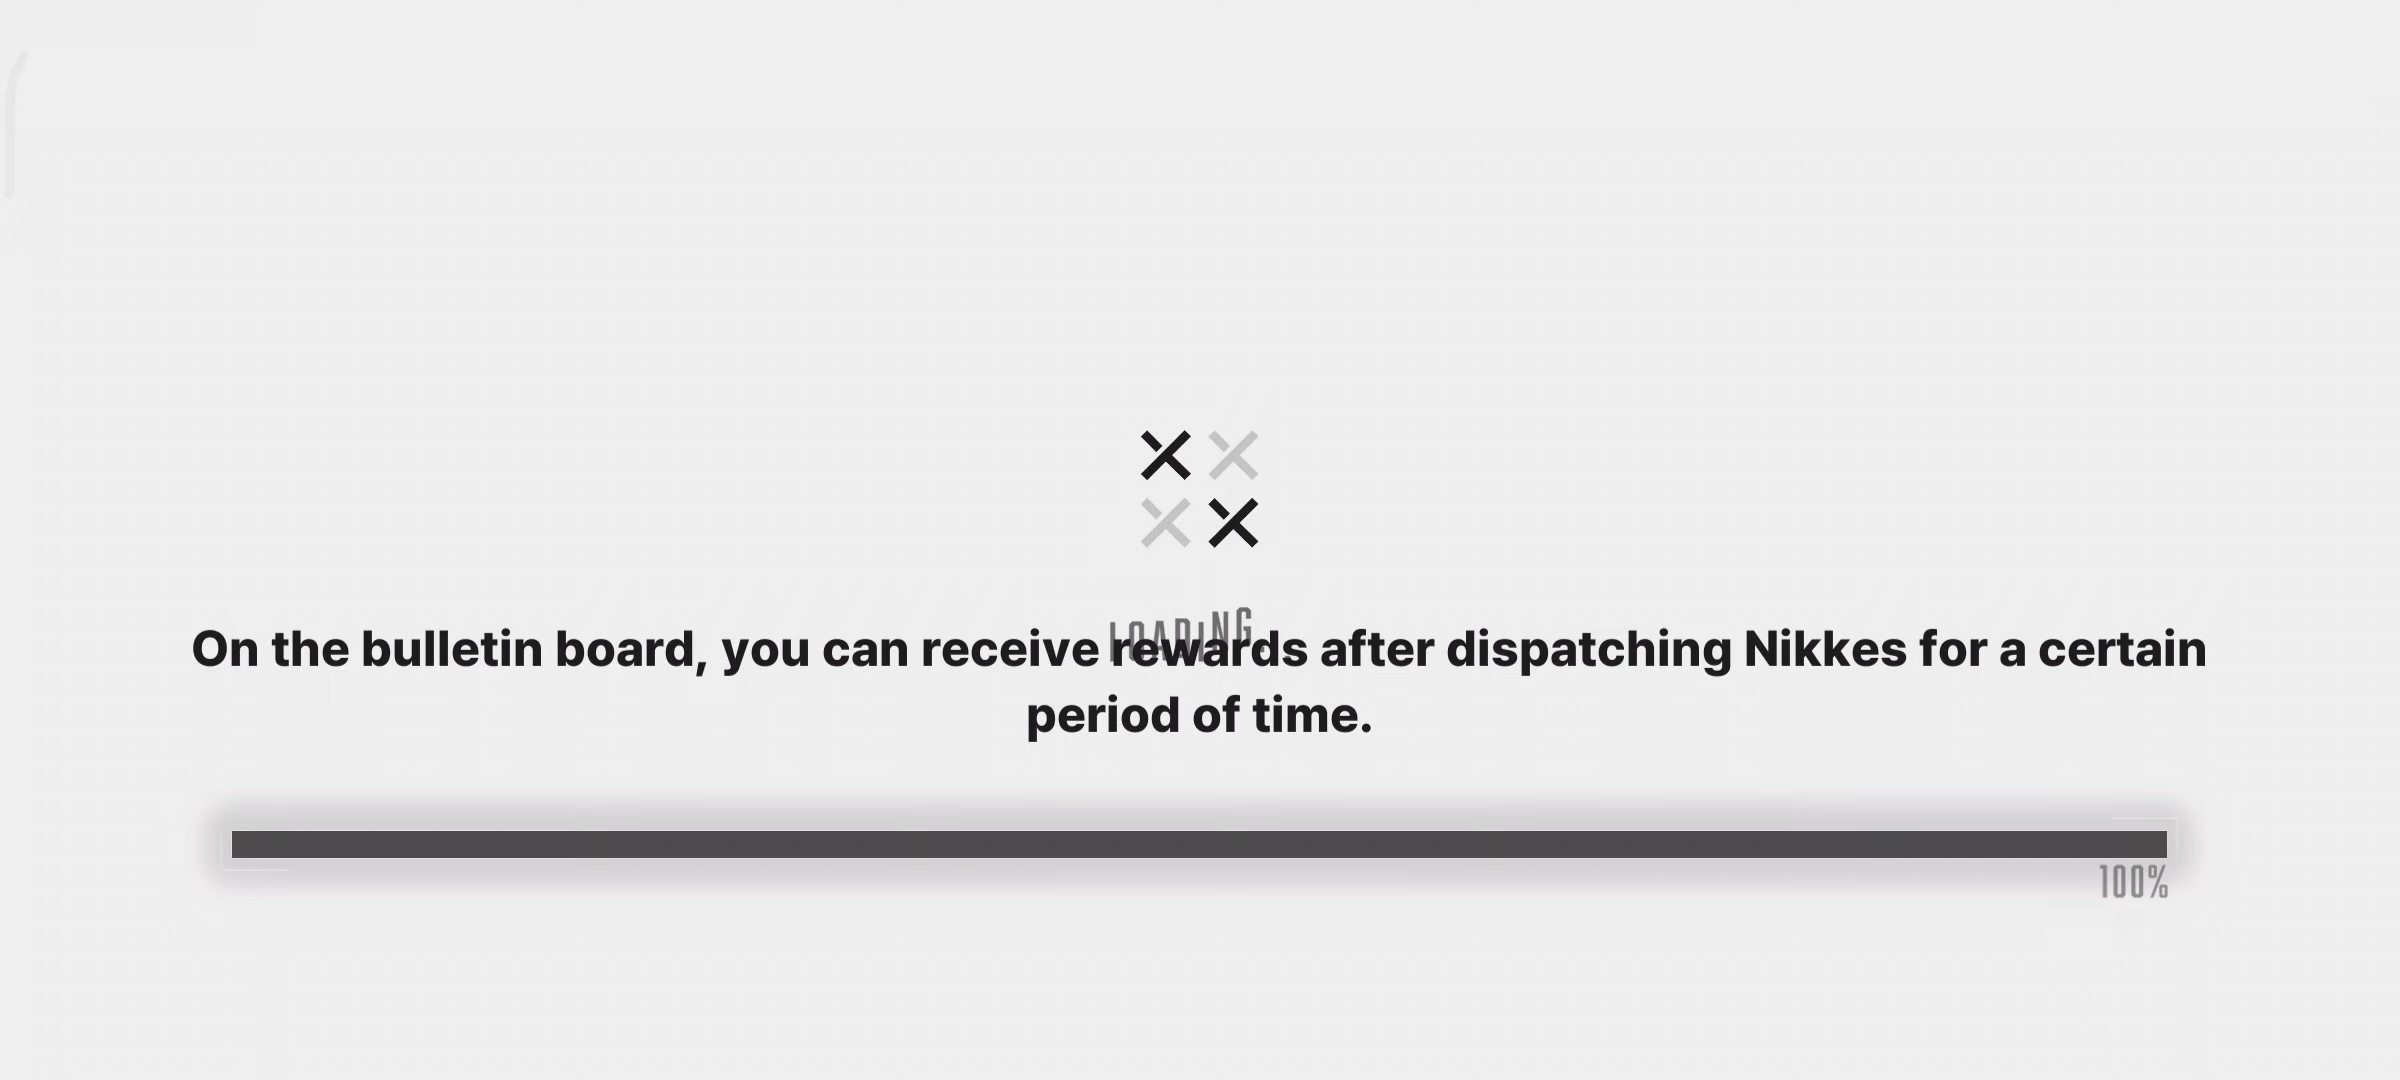 LOADING
On the bulletin board, you can receive rewards after dispatching Nikkes for a certain
period of time.
100%